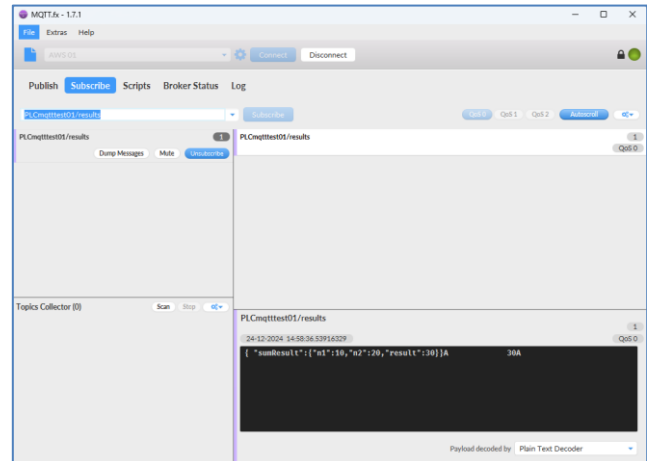 MQTT.fx - 1.7.1
File Extras Help
AIWS 01 Connect Disconnect
Publish Subscribe Scripts Broker Status Log
PLCmqtttest01/results Subscribe QoS 0 QoS 1 QoS 2 Autoscroll
PLCmqtttest01/results 1
Dump Messages Mute Unsubscribe
PLCmqtttest01/results 1
QoS 0
Topics Collector (0) Scan Stop
PLCmqtttest01/results
1
24-12-2024 14:58:36.53916329 QoS 0
{ "sumResult":{"n1":10,"n2":20,"result":30}}A 30A
Payload decoded by Plain Text Decoder